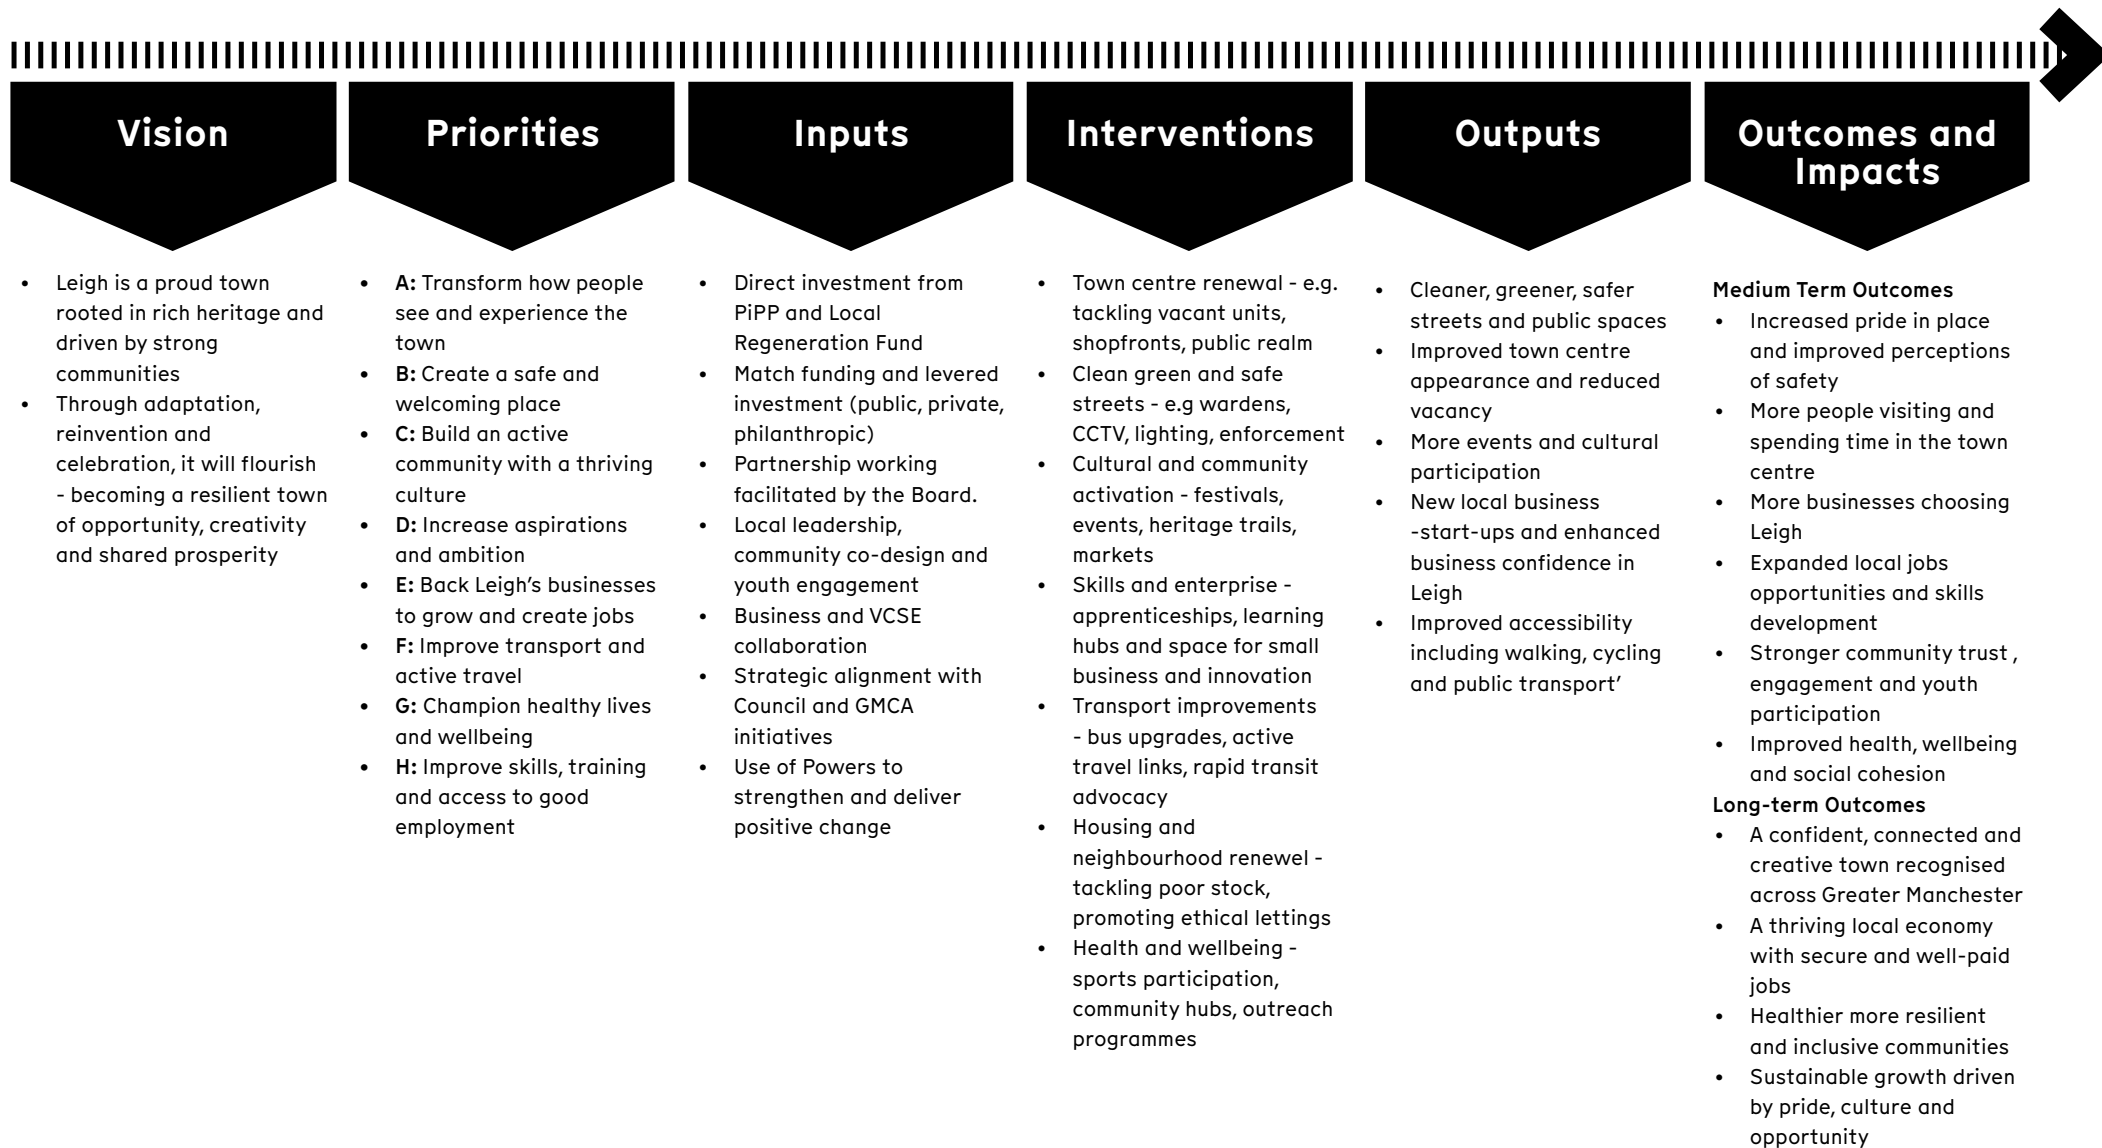 Vision
• Leigh is a proud town
rooted in rich heritage and
driven by strong
communities
• Through adaptation,
reinvention and
celebration, it will flourish
- becoming a resilient town
of opportunity, creativity
and shared prosperity
Priorities
• A: Transform how people
see and experience the
town
• B: Create a safe and
welcoming place
• C: Build an active
community with a thriving
culture
• D: Increase aspirations
and ambition
• E: Back Leigh's businesses
to grow and create jobs
• F: Improve transport and
active travel
• G: Champion healthy lives
and wellbeing
• H: Improve skills, training
and access to good
employment
Inputs
• Direct investment from
PiPP and Local
Regeneration Fund
• Match funding and levered
investment (public, private,
philanthropic)
• Partnership working
facilitated by the Board.
• Local leadership,
community co-design and
youth engagement
• Business and VCSE
collaboration
• Strategic alignment with
Council and GMCA
initiatives
• Use of Powers to
strengthen and deliver
positive change
Interventions
• Town centre renewal - e.g.
tackling vacant units,
shopfronts, public realm
• Clean green and safe
streets - e.g wardens,
CCTV, lighting, enforcement
• Cultural and community
activation - festivals,
events, heritage trails,
markets
• Skills and enterprise -
apprenticeships, learning
hubs and space for small
business and innovation
• Transport improvements
- bus upgrades, active
travel links, rapid transit
advocacy
• Housing and
neighbourhood renewel -
tackling poor stock,
promoting ethical lettings
• Health and wellbeing -
sports participation,
community hubs, outreach
programmes
Outputs
• Cleaner, greener, safer
streets and public spaces
• Improved town centre
appearance and reduced
vacancy
• More events and cultural
participation
• New local business
-start-ups and enhanced
business confidence in
Leigh
• Improved accessibility
including walking, cycling
and public transport’
Outcomes and
Impacts
Medium Term Outcomes
• Increased pride in place
and improved perceptions
of safety
• More people visiting and
spending time in the town
centre
• More businesses choosing
Leigh
• Expanded local jobs
opportunities and skills
development
• Stronger community trust ,
engagement and youth
participation
• Improved health, wellbeing
and social cohesion
Long-term Outcomes
• A confident, connected and
creative town recognised
across Greater Manchester
• A thriving local economy
with secure and well-paid
jobs
• Healthier more resilient
and inclusive communities
• Sustainable growth driven
by pride, culture and
opportunity